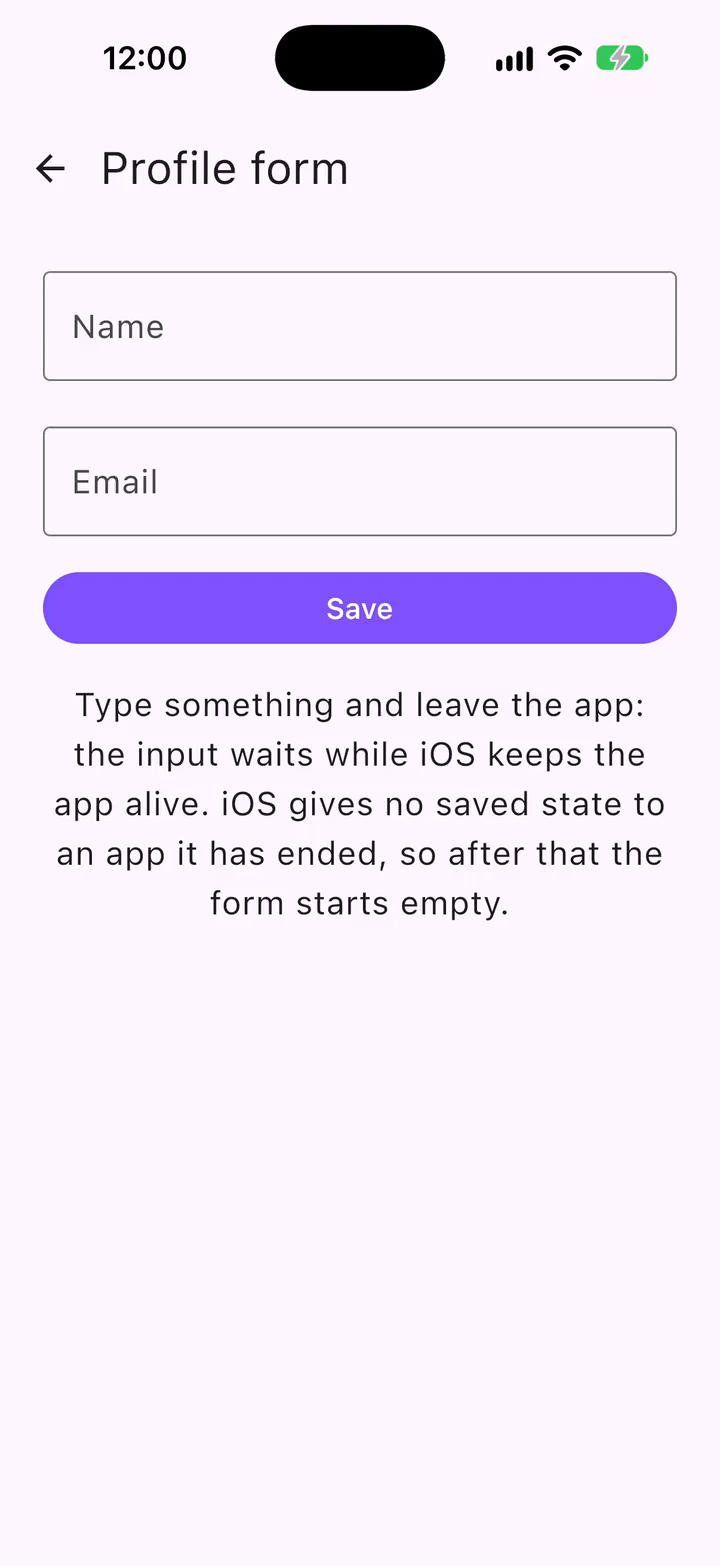 12:00
Profile form
Name
Email
Save
Type something and leave the app:
the input waits while iOS keeps the
app alive. iOS gives no saved state to
an app it has ended, so after that the
form starts empty.